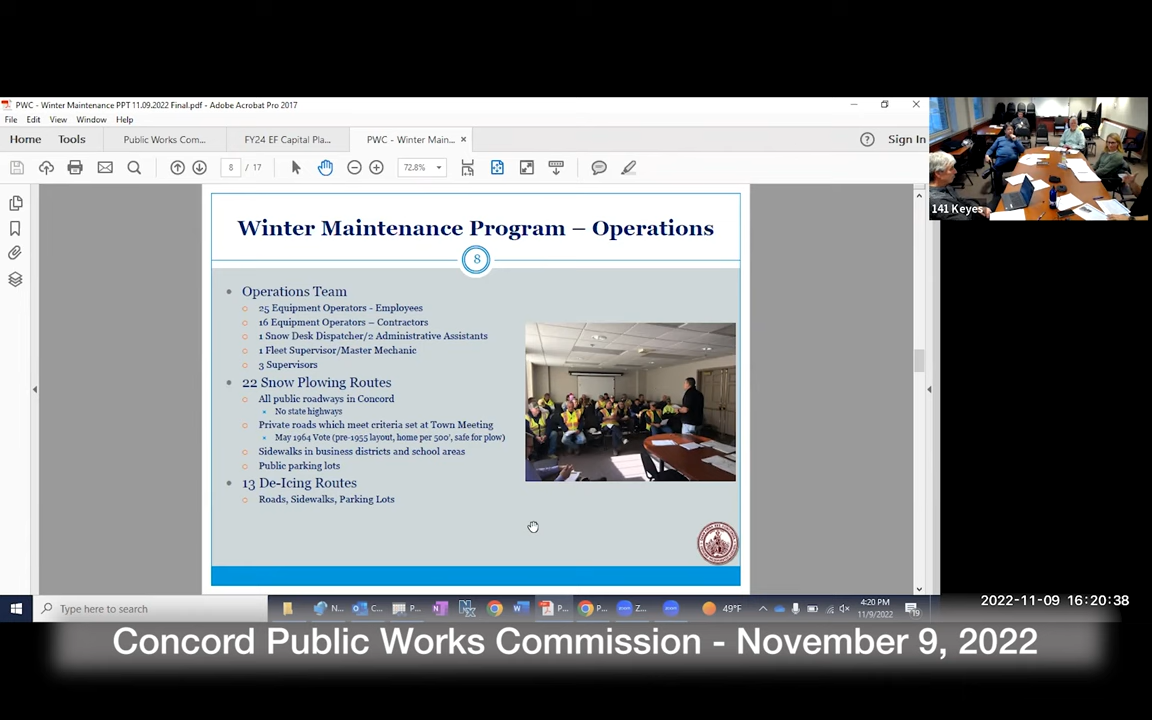 PWC - Winter Maintenance PPT 11.09.2022 Final.pdf - Adobe Acrobat Pro 2017
File Edit View Window Help
Home Tools Public Works Com... FY24 EF Capital Pla... PWC - Winter Main... × Sign In
8 / 17 72.8%
141 Keyes
Winter Maintenance Program – Operations
8
Operations Team
25 Equipment Operators - Employees
16 Equipment Operators – Contractors
1 Snow Desk Dispatcher/2 Administrative Assistants
1 Fleet Supervisor/Master Mechanic
3 Supervisors
22 Snow Plowing Routes
All public roadways in Concord
No state highways
Private roads which meet criteria set at Town Meeting
May 1964 Vote (pre-1955 layout, home per 500', safe for plow)
Sidewalks in business districts and school areas
Public parking lots
13 De-Icing Routes
Roads, Sidewalks, Parking Lots
Type here to search N... C... P... P... P... Z... 49°F 4:20 PM
11/9/2022
19
2022-11-09 16:20:38
Concord Public Works Commission - November 9, 2022